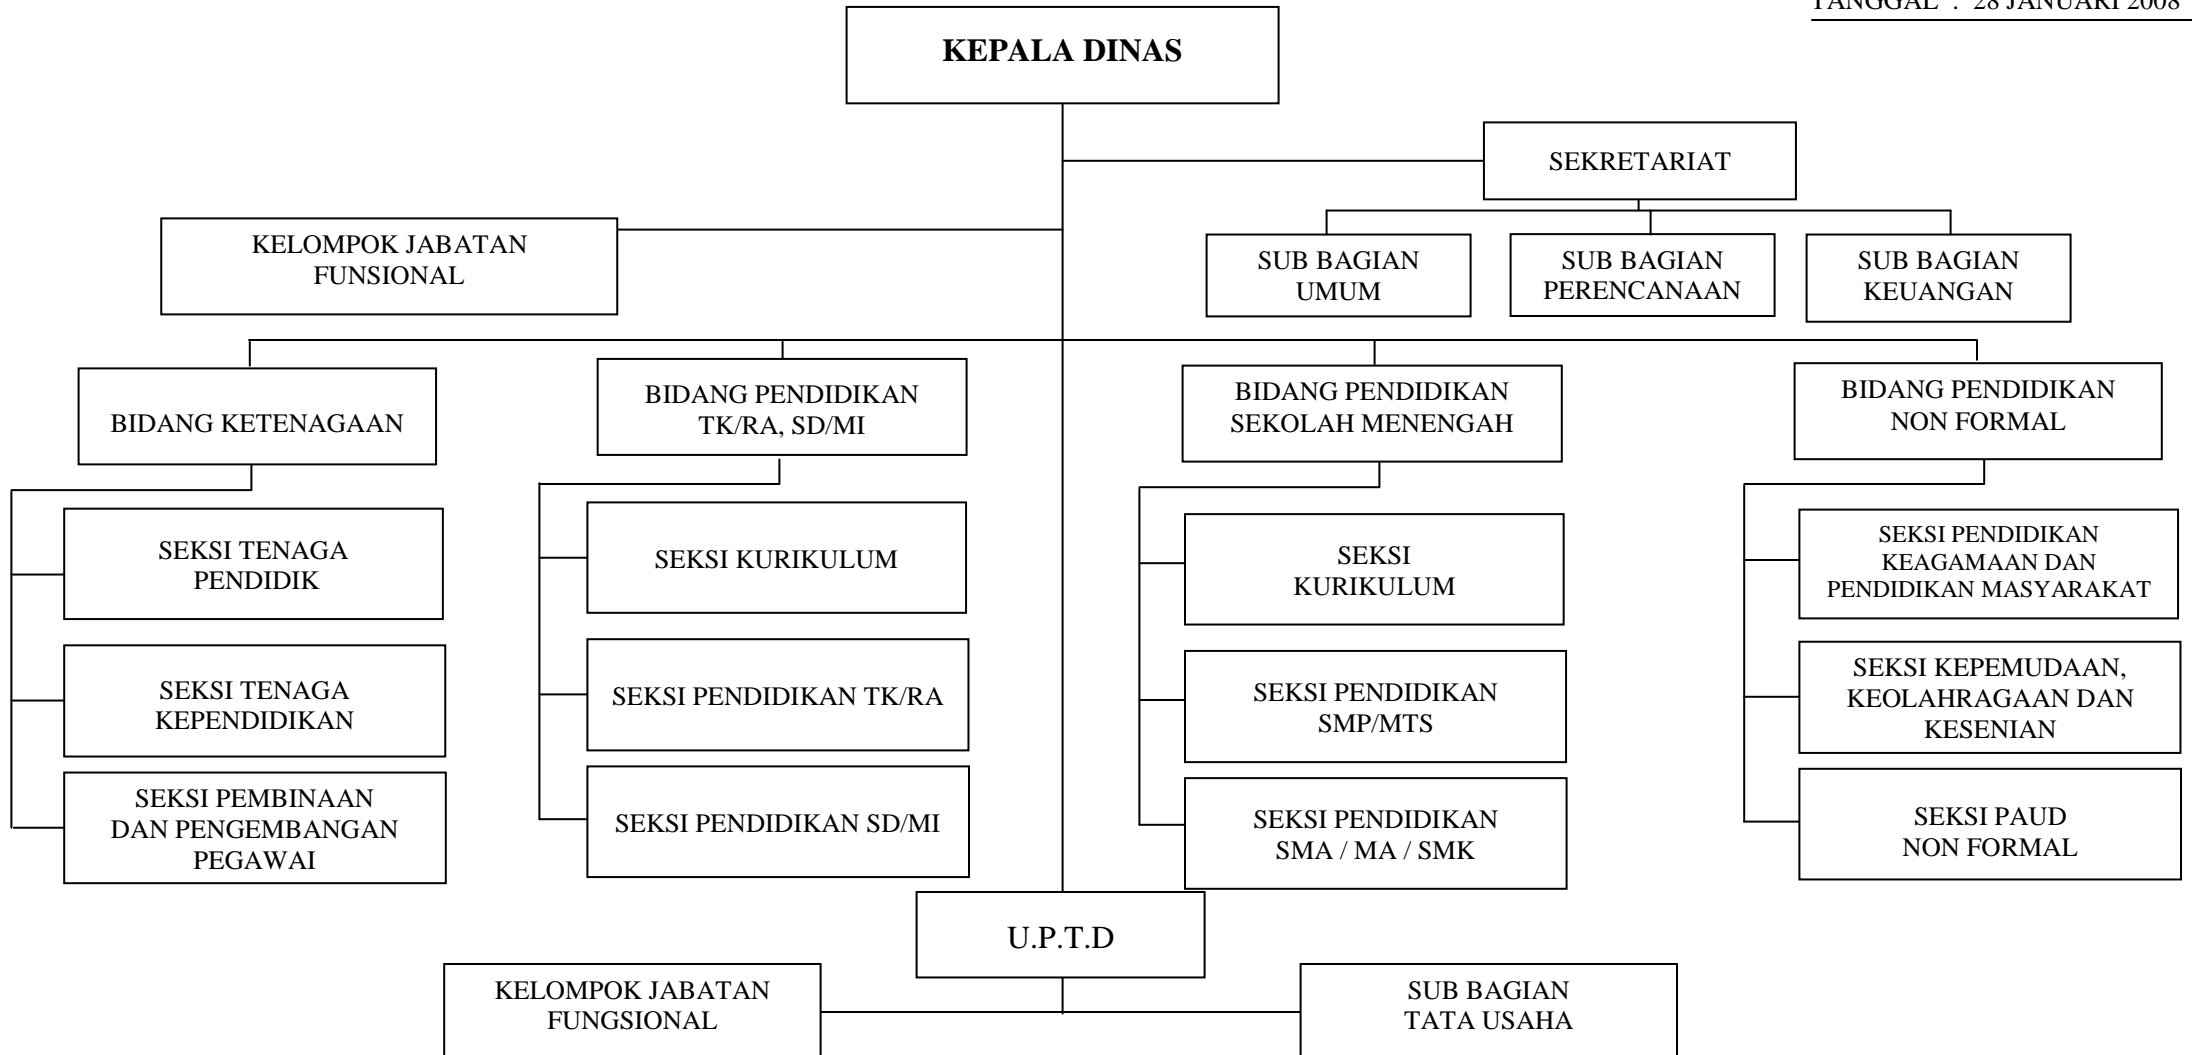 TANGGAL : 28 JANUARI 2008
KEPALA DINAS
SEKRETARIAT
KELOMPOK JABATAN
FUNSIONAL
SUB BAGIAN
UMUM
SUB BAGIAN
PERENCANAAN
SUB BAGIAN
KEUANGAN
BIDANG KETENAGAAN
BIDANG PENDIDIKAN
TK/RA, SD/MI
BIDANG PENDIDIKAN
SEKOLAH MENENGAH
BIDANG PENDIDIKAN
NON FORMAL
SEKSI TENAGA
PENDIDIK
SEKSI KURIKULUM
SEKSI
KURIKULUM
SEKSI PENDIDIKAN
KEAGAMAAN DAN
PENDIDIKAN MASYARAKAT
SEKSI TENAGA
KEPENDIDIKAN
SEKSI PENDIDIKAN TK/RA
SEKSI PENDIDIKAN
SMP/MTS
SEKSI KEPEMUDAAN,
KEOLAHRAGAAN DAN
KESENIAN
SEKSI PEMBINAAN
DAN PENGEMBANGAN
PEGAWAI
SEKSI PENDIDIKAN SD/MI
SEKSI PENDIDIKAN
SMA / MA / SMK
SEKSI PAUD
NON FORMAL
U.P.T.D
KELOMPOK JABATAN
FUNGSIONAL
SUB BAGIAN
TATA USAHA